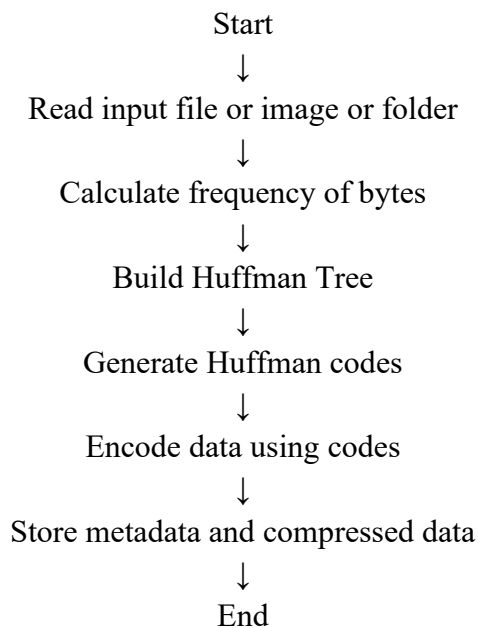 Start
↓
Read input file or image or folder
↓
Calculate frequency of bytes
↓
Build Huffman Tree
↓
Generate Huffman codes
↓
Encode data using codes
↓
Store metadata and compressed data
↓
End